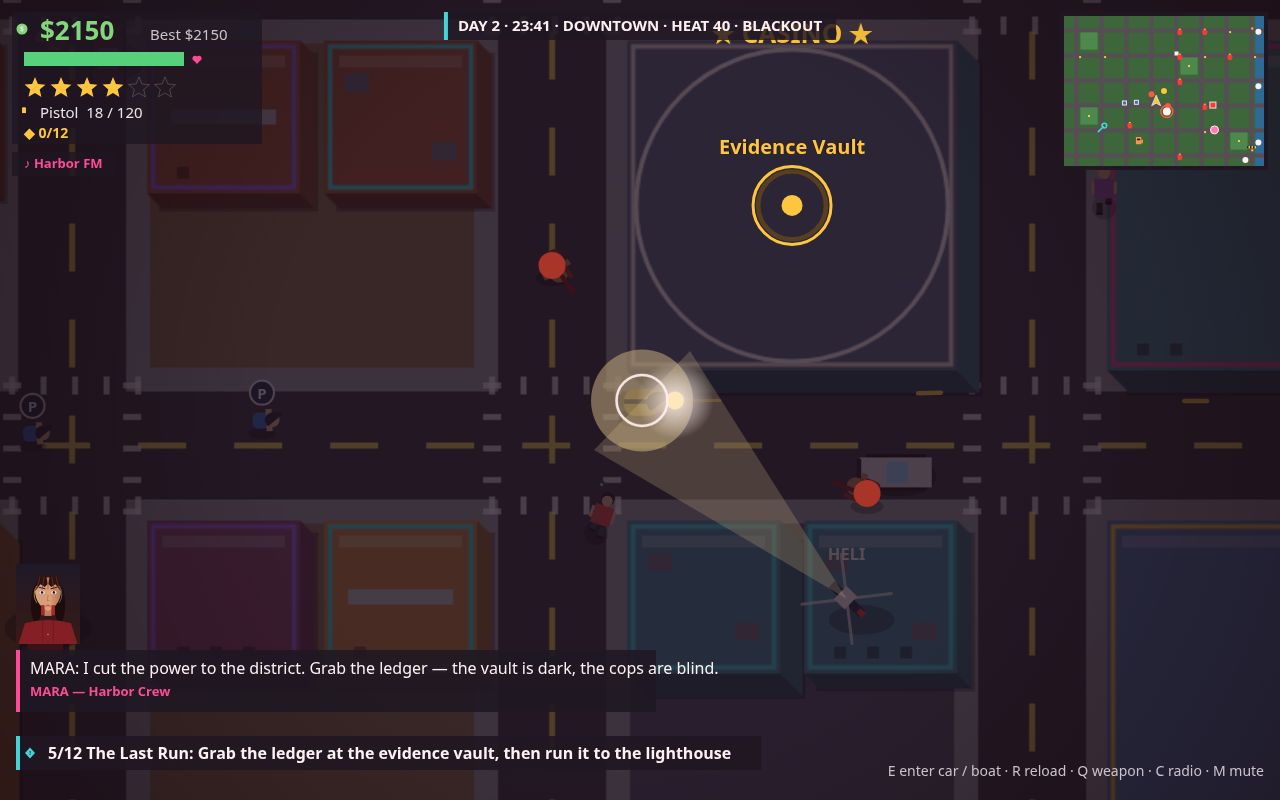 $2150
Best $2150
Pistol 18 / 120
◆ 0/12
♪ Harbor FM
DAY 2 · 23:41 · DOWNTOWN · HEAT 40 · BLACKOUT
★ CASINO ★
Evidence Vault
P
P
HELI
MARA: I cut the power to the district. Grab the ledger — the vault is dark, the cops are blind.
MARA — Harbor Crew
5/12 The Last Run: Grab the ledger at the evidence vault, then run it to the lighthouse
E enter car / boat · R reload · Q weapon · C radio · M mute